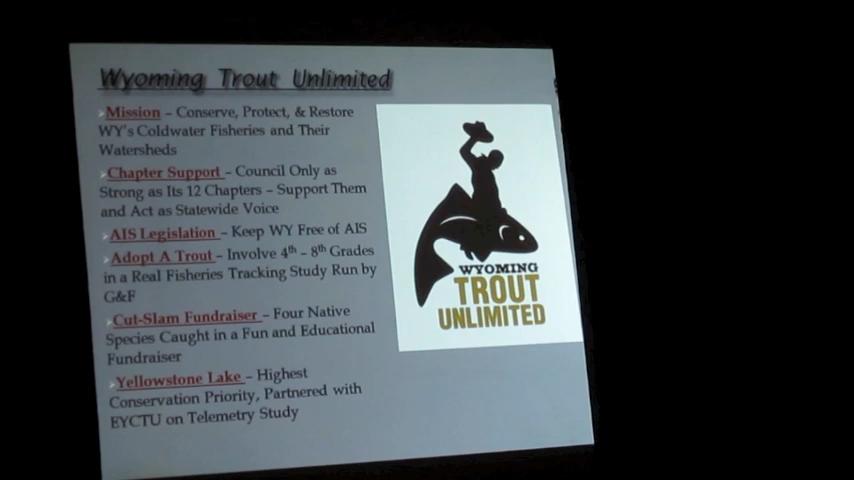 Wyoming Trout Unlimited
Mission – Conserve, Protect, & Restore
WY's Coldwater Fisheries and Their
Watersheds
Chapter Support – Council Only as
Strong as Its 12 Chapters – Support Them
and Act as Statewide Voice
AIS Legislation – Keep WY Free of AIS
Adopt A Trout – Involve 4th – 8th Grades
in a Real Fisheries Tracking Study Run by
G&F
Cut-Slam Fundraiser – Four Native
Species Caught in a Fun and Educational
Fundraiser
Yellowstone Lake – Highest
Conservation Priority, Partnered with
EYCTU on Telemetry Study
WYOMING
TROUT
UNLIMITED